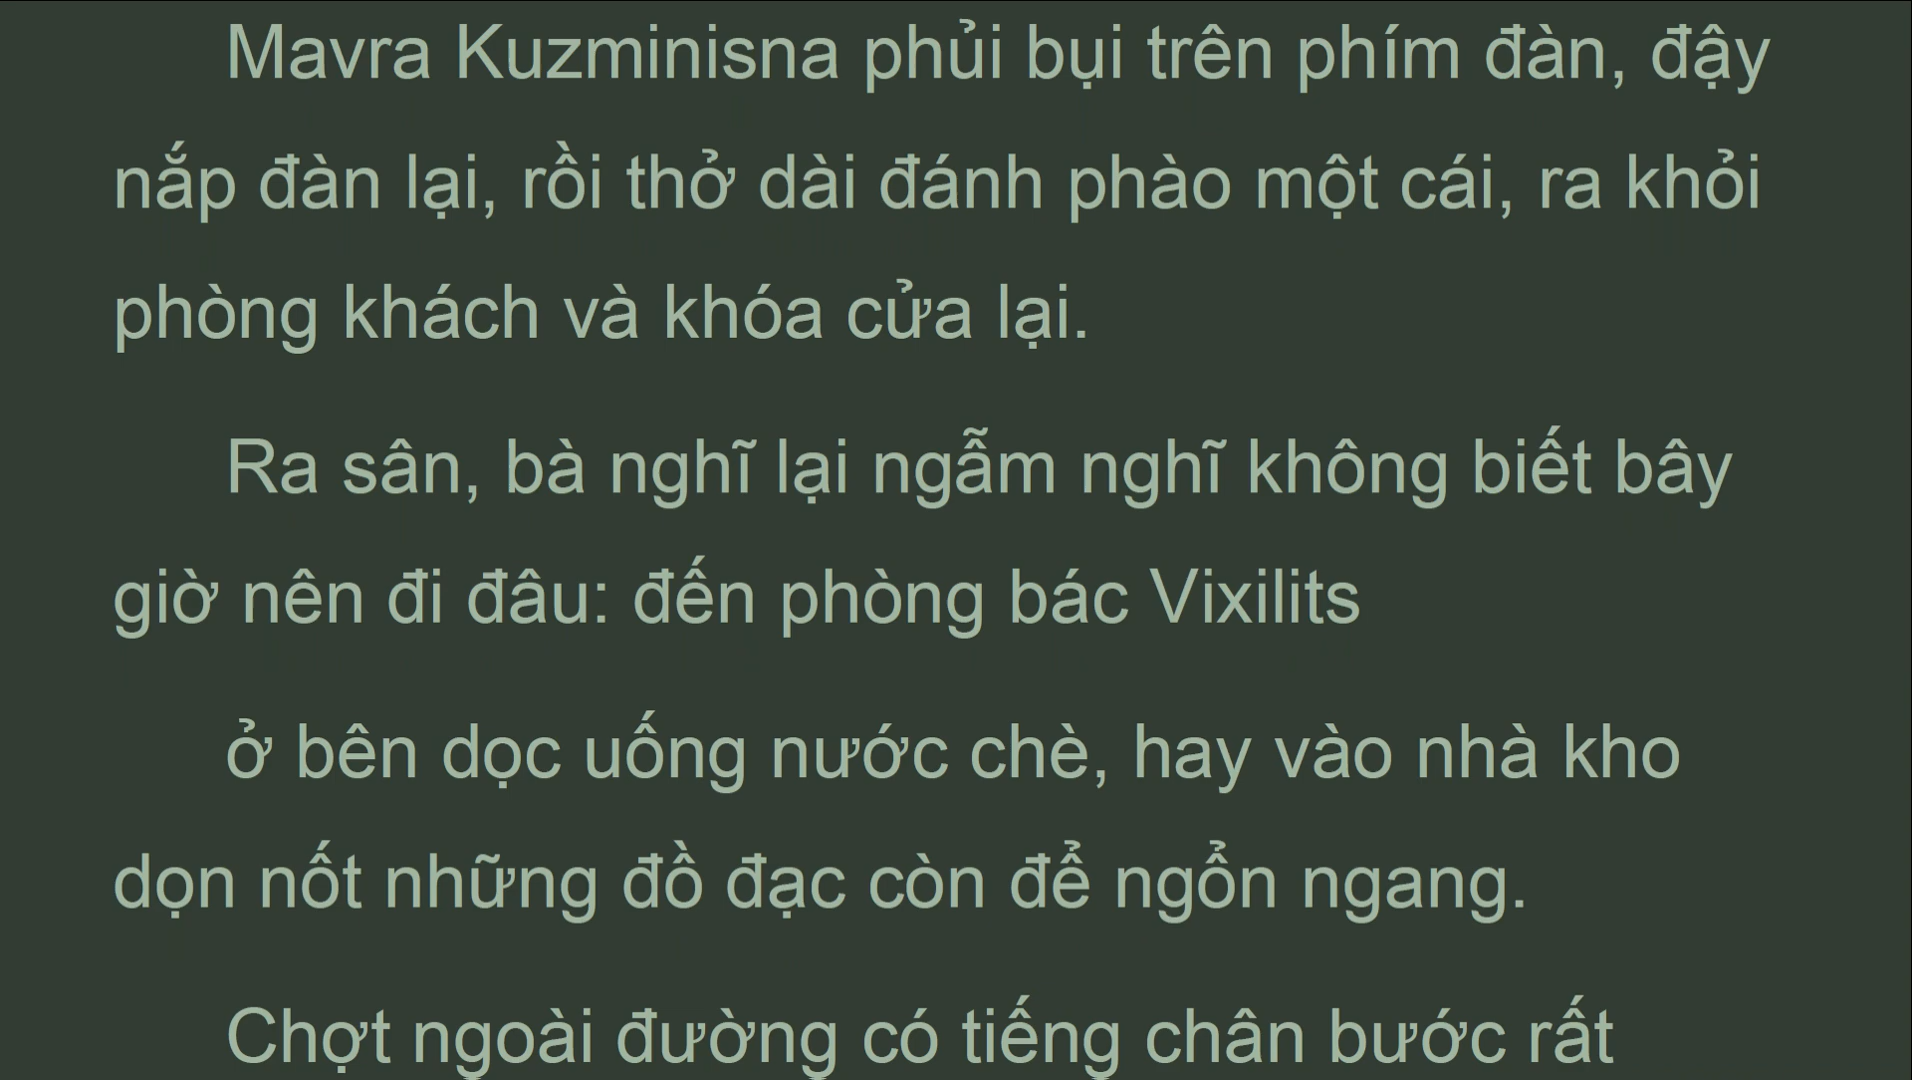 Mavra Kuzminisna phủi bụi trên phím đàn, đậy
nắp đàn lại, rồi thở dài đánh phào một cái, ra khỏi
phòng khách và khóa cửa lại.
Ra sân, bà nghĩ lại ngẫm nghĩ không biết bây
giờ nên đi đâu: đến phòng bác Vixilits
ở bên dọc uống nước chè, hay vào nhà kho
dọn nốt những đồ đạc còn để ngổn ngang.
Chợt ngoài đường có tiếng chân bước rất